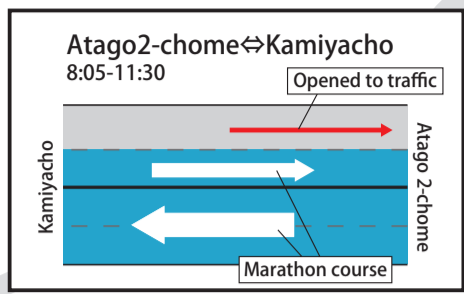 Atago2-chome⇔Kamiyacho
8:05-11:30
Opened to traffic
Kamiyacho
Atago 2-chome
Marathon course